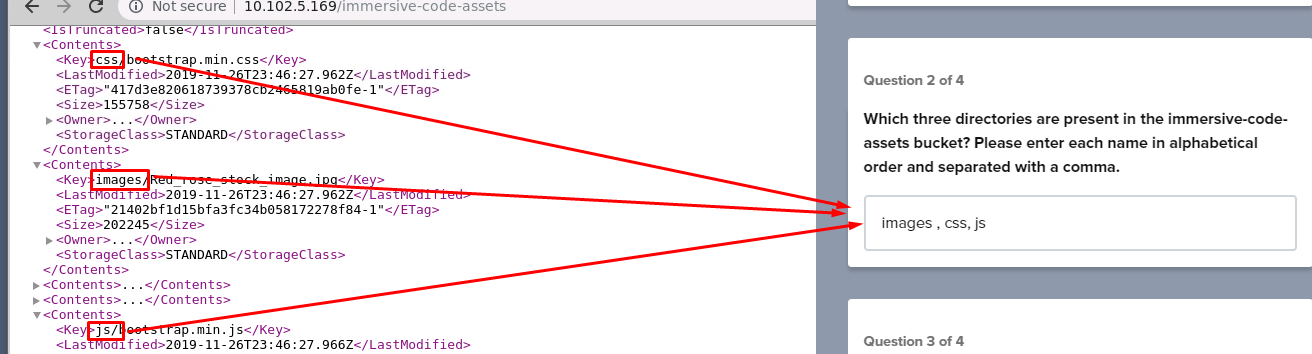 Not secure | 10.102.5.169/immersive-code-assets
<IsTruncated>false</IsTruncated>
▼<Contents>
<Key>css/bootstrap.min.css</Key>
<LastModified>2019-11-26T23:46:27.962Z</LastModified>
<ETag>"417d3e820618739378cb2465819ab0fe-1"</ETag>
<Size>155758</Size>
▶<Owner>...</Owner>
<StorageClass>STANDARD</StorageClass>
</Contents>
▼<Contents>
<Key>images/Red_rose_stock_image.jpg</Key>
<LastModified>2019-11-26T23:46:27.962Z</LastModified>
<ETag>"21402bf1d15bfa3fc34b058172278f84-1"</ETag>
<Size>202245</Size>
▶<Owner>...</Owner>
<StorageClass>STANDARD</StorageClass>
</Contents>
▶<Contents>...</Contents>
▶<Contents>...</Contents>
▼<Contents>
<Key>js/bootstrap.min.js</Key>
<LastModified>2019-11-26T23:46:27.966Z</LastModified>
Question 2 of 4
Which three directories are present in the immersive-code-
assets bucket? Please enter each name in alphabetical
order and separated with a comma.
images , css, js
Question 3 of 4